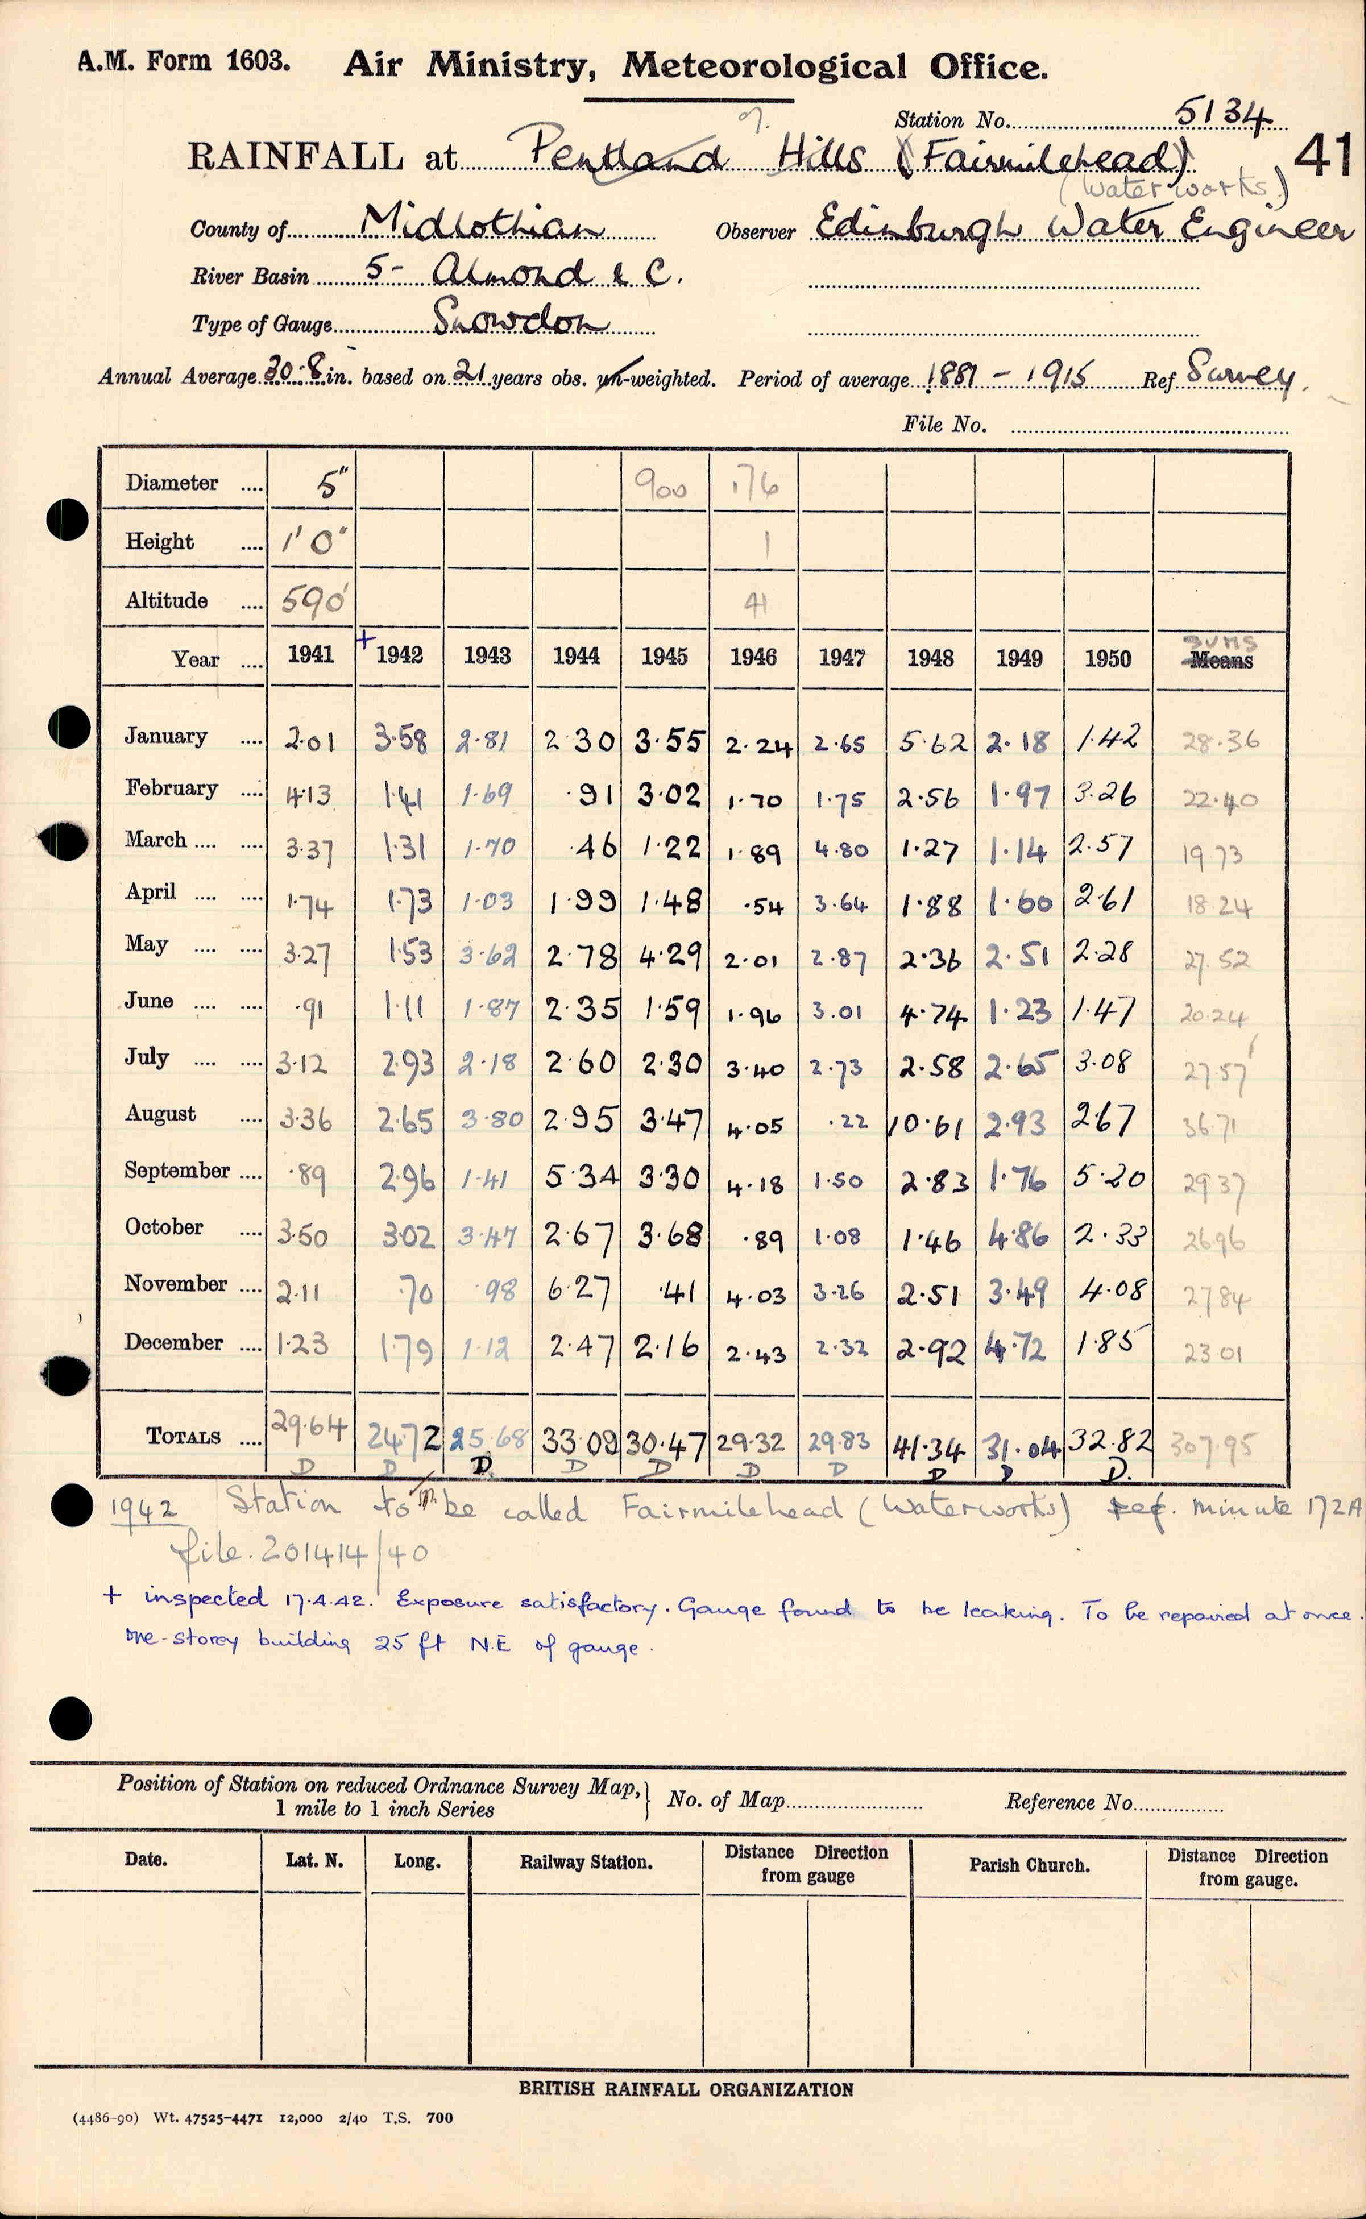 A.M. Form 1603. Air Ministry, Meteorological Office.
Station No. 5134
RAINFALL at Pentland Hills (Fairmilehead) 41
(Waterworks.)
County of Midlothian Observer Edinburgh Water Engineer
River Basin 5- Almond & C.
Type of Gauge Snowdon
Annual Average 30.8 in. based on 21 years obs. un-weighted. Period of average 1881 - 1915 Ref Survey.
File No.
Diameter .... 5" 900 .176
Height .... 1' 0" 1
Altitude .... 590' 41
SUMS
Year .... 1941 + 1942 1943 1944 1945 1946 1947 1948 1949 1950 Means
January .... 2.01 3.58 2.81 2.30 3.55 2.24 2.65 5.62 2.18 1.42 28.36
February .... 4.13 1.41 1.69 .91 3.02 1.70 1.75 2.56 1.97 3.26 22.40
March .... .... 3.37 1.31 1.70 .46 1.22 1.89 4.80 1.27 1.14 2.57 19 73
April .... .... 1.74 1.73 1.03 1.99 1.48 .54 3.64 1.88 1.60 2.61 18.24
May .... .... 3.27 1.53 3.62 2.78 4.29 2.01 2.87 2.36 2.51 2.28 27.52
June .... .... .91 1.11 1.87 2.35 1.59 1.96 3.01 4.74 1.23 1.47 20.24
July .... .... 3.12 2.93 2.18 2.60 2.30 3.40 2.73 2.58 2.65 3.08 27 57
August .... 3.36 2.65 3.80 2.95 3.47 4.05 .22 10.61 2.93 2.67 36 71
September .... .89 2.96 1.41 5.34 3.30 4.18 1.50 2.83 1.76 5.20 29 37
October .... 3.50 3.02 3.47 2.67 3.68 .89 1.08 1.46 4.86 2.33 26 96
November .... 2.11 .70 .98 6.27 .41 4.03 3.26 2.51 3.49 4.08 27 84
December .... 1.23 1.79 1.12 2.47 2.16 2.43 2.32 2.92 4.72 1.85 23 01
TOTALS .... 29.64 24.72 25.68 33.09 30.47 29.32 29.83 41.34 31.04 32.82 307.95
D D D. D D D D D D D.
1942 Station to be called Fairmilehead (Waterworks) ref. minute 172A
file. 201414/40
+ inspected 17.4.42. Exposure satisfactory. Gauge found to be leaking. To be repaired at once.
One-storey building 25 ft N.E of gauge.
Position of Station on reduced Ordnance Survey Map, 1 mile to 1 inch Series No. of Map Reference No.
Date. Lat. N. Long. Railway Station. Distance Direction from gauge Parish Church. Distance Direction from gauge.
BRITISH RAINFALL ORGANIZATION
(4486-90) Wt. 47525-4471 12,000 2/40 T.S. 700